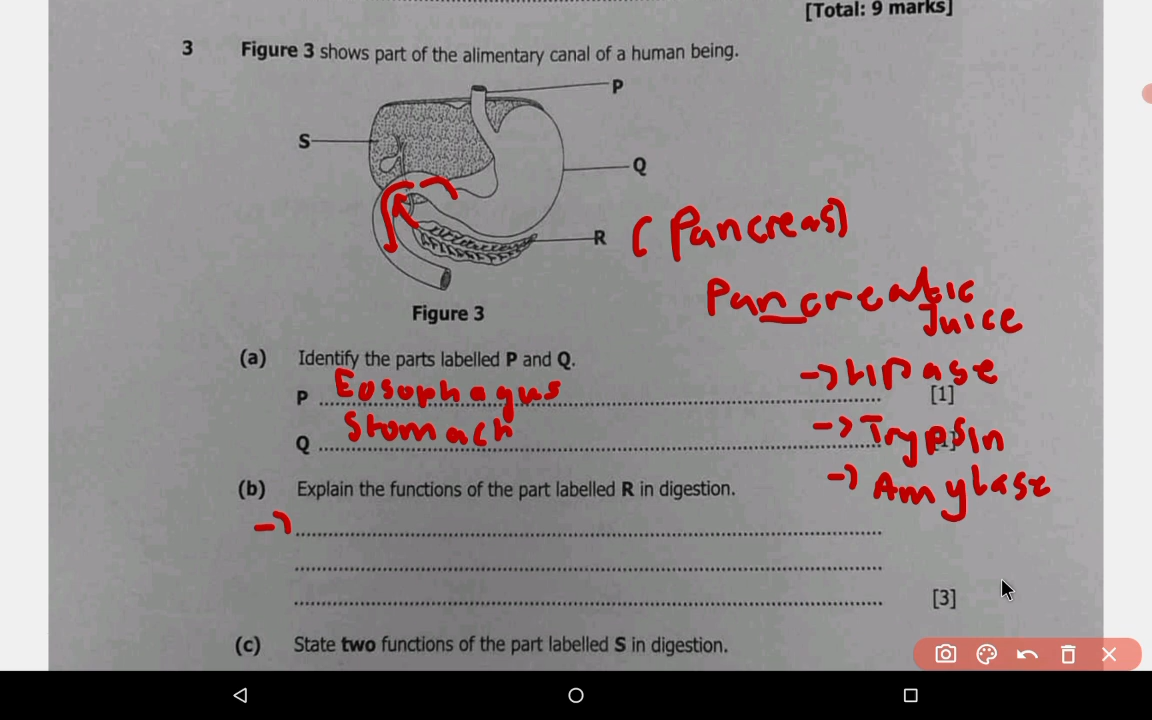 [Total: 9 marks]
3 Figure 3 shows part of the alimentary canal of a human being.
P
S
Q
R (Pancreas)
Pancreatic
Juice
Figure 3
(a) Identify the parts labelled P and Q.
→ Lipase
P Eosophagus [1]
→ Trypsin
Q Stomach [1]
→ Amylase
(b) Explain the functions of the part labelled R in digestion.
→
[3]
(c) State two functions of the part labelled S in digestion.